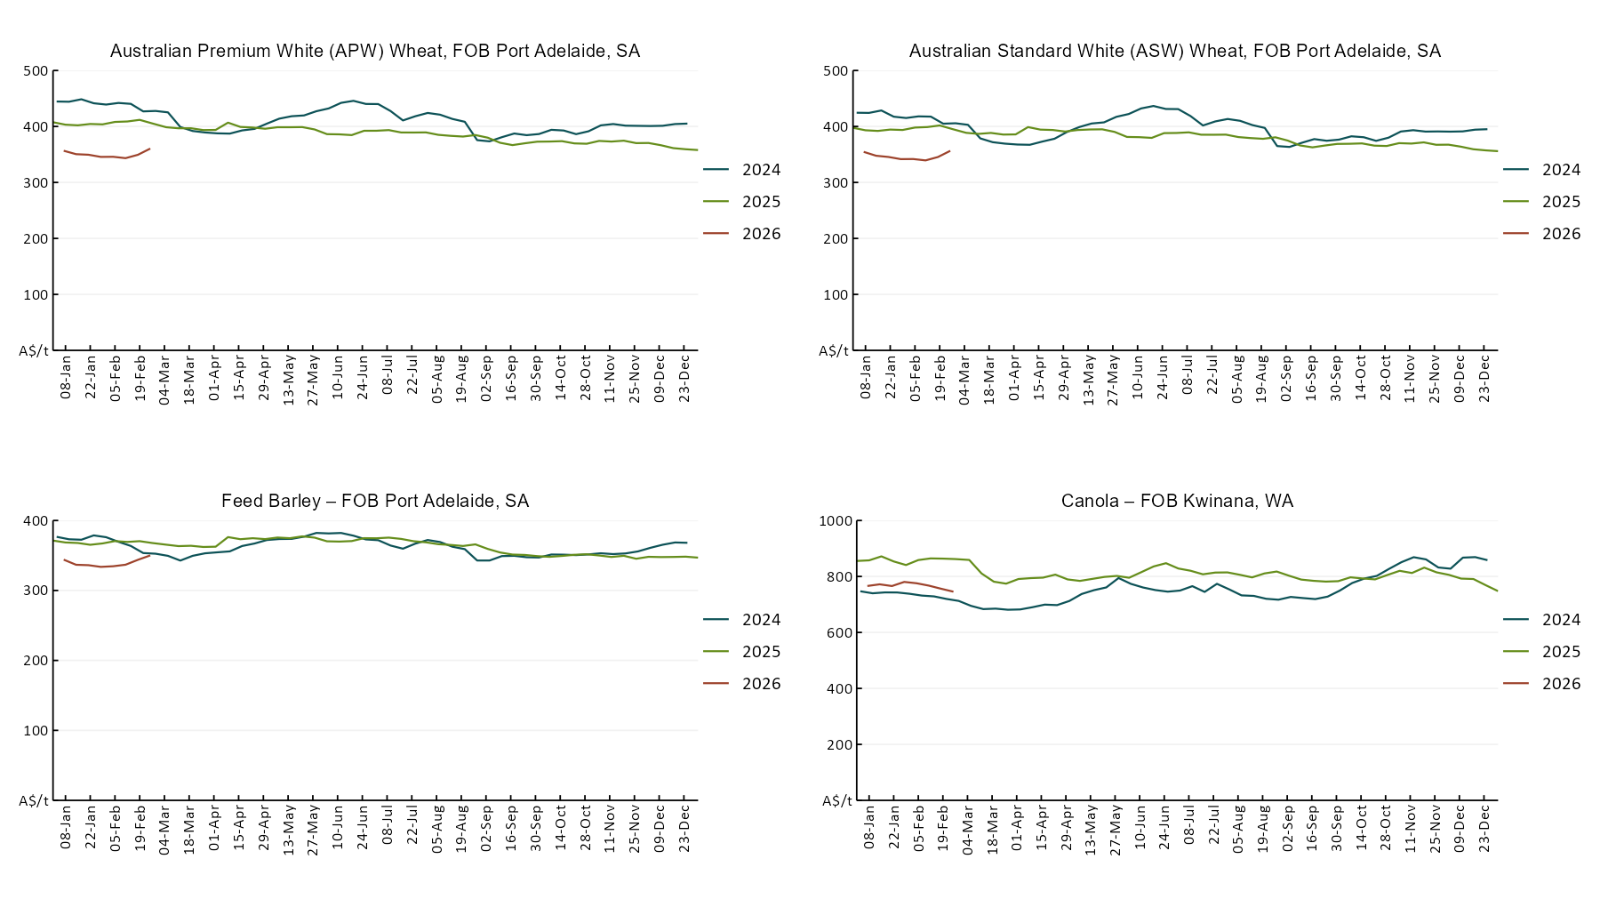 Australian Premium White (APW) Wheat, FOB Port Adelaide, SA
500
400
300
200
100
A$/t
08-Jan
22-Jan
05-Feb
19-Feb
04-Mar
18-Mar
01-Apr
15-Apr
29-Apr
13-May
27-May
10-Jun
24-Jun
08-Jul
22-Jul
05-Aug
19-Aug
02-Sep
16-Sep
30-Sep
14-Oct
28-Oct
11-Nov
25-Nov
09-Dec
23-Dec
2024
2025
2026
Australian Standard White (ASW) Wheat, FOB Port Adelaide, SA
500
400
300
200
100
A$/t
08-Jan
22-Jan
05-Feb
19-Feb
04-Mar
18-Mar
01-Apr
15-Apr
29-Apr
13-May
27-May
10-Jun
24-Jun
08-Jul
22-Jul
05-Aug
19-Aug
02-Sep
16-Sep
30-Sep
14-Oct
28-Oct
11-Nov
25-Nov
09-Dec
23-Dec
2024
2025
2026
Feed Barley – FOB Port Adelaide, SA
400
300
200
100
A$/t
08-Jan
22-Jan
05-Feb
19-Feb
04-Mar
18-Mar
01-Apr
15-Apr
29-Apr
13-May
27-May
10-Jun
24-Jun
08-Jul
22-Jul
05-Aug
19-Aug
02-Sep
16-Sep
30-Sep
14-Oct
28-Oct
11-Nov
25-Nov
09-Dec
23-Dec
2024
2025
2026
Canola – FOB Kwinana, WA
1000
800
600
400
200
A$/t
08-Jan
22-Jan
05-Feb
19-Feb
04-Mar
18-Mar
01-Apr
15-Apr
29-Apr
13-May
27-May
10-Jun
24-Jun
08-Jul
22-Jul
05-Aug
19-Aug
02-Sep
16-Sep
30-Sep
14-Oct
28-Oct
11-Nov
25-Nov
09-Dec
23-Dec
2024
2025
2026